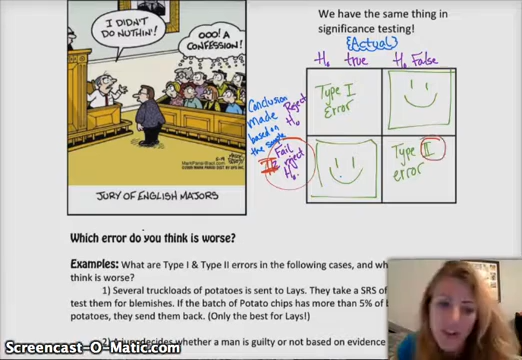 I DIDN'T
DO NUTHIN'!
OOO! A
CONFESSION!
JURY OF ENGLISH MAJORS
We have the same thing in
significance testing!
{Actual}
H₀ true
H₀ False
Conclusion
Made
based on
the sample
Reject
H₀
Type I
Error
Fail
reject
H₀.
Type II
error
Which error do you think is worse?
Examples: What are Type I & Type II errors in the following cases, and wh
think is worse?
1) Several truckloads of potatoes is sent to Lays. They take a SRS of
test them for blemishes. If the batch of Potato chips has more than 5% of b
potatoes, they send them back. (Only the best for Lays!)
2) A jury decides whether a man is guilty or not based on evidence
Screencast-O-Matic.com